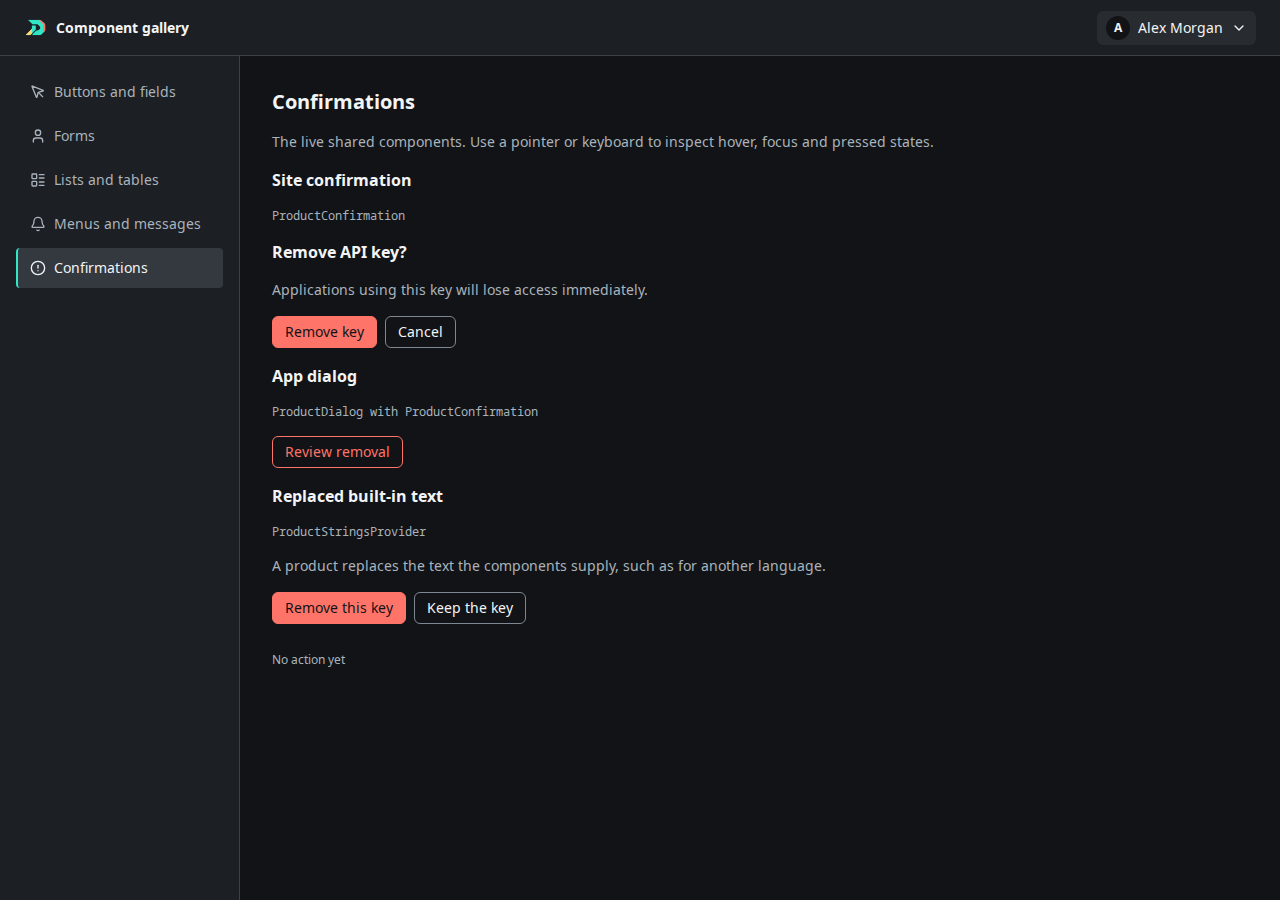 Component gallery
A Alex Morgan
Buttons and fields
Forms
Lists and tables
Menus and messages
Confirmations
Confirmations
The live shared components. Use a pointer or keyboard to inspect hover, focus and pressed states.
Site confirmation
ProductConfirmation
Remove API key?
Applications using this key will lose access immediately.
Remove key Cancel
App dialog
ProductDialog with ProductConfirmation
Review removal
Replaced built-in text
ProductStringsProvider
A product replaces the text the components supply, such as for another language.
Remove this key Keep the key
No action yet